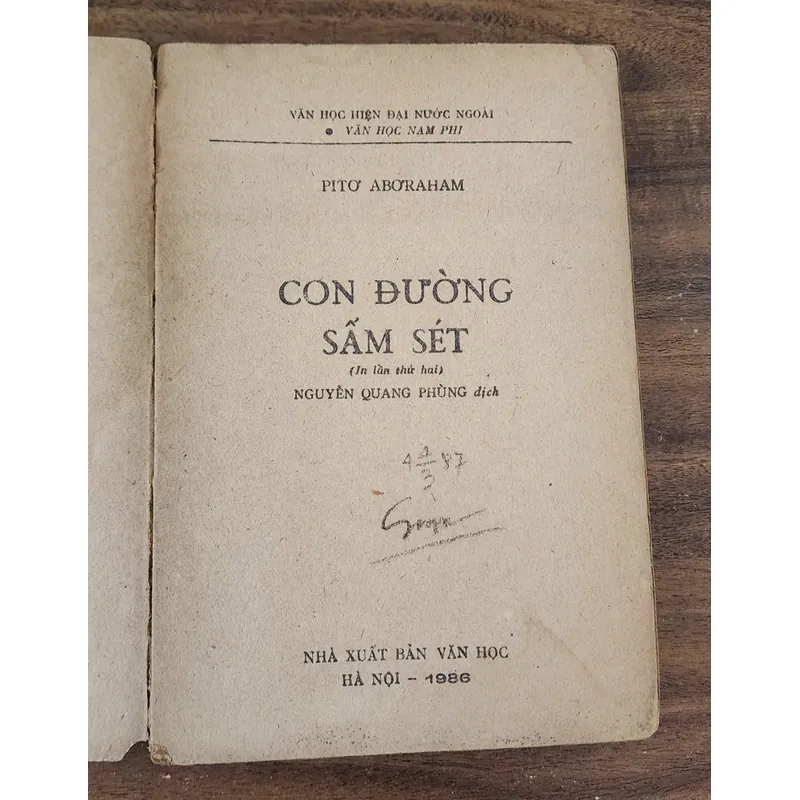 VĂN HỌC HIỆN ĐẠI NƯỚC NGOÀI
● VĂN HỌC NAM PHI
PITƠ ABƠRAHAM
CON ĐƯỜNG
SẤM SÉT
(In lần thứ hai)
NGUYỄN QUANG PHÙNG dịch
87
NHÀ XUẤT BẢN VĂN HỌC
HÀ NỘI - 1986